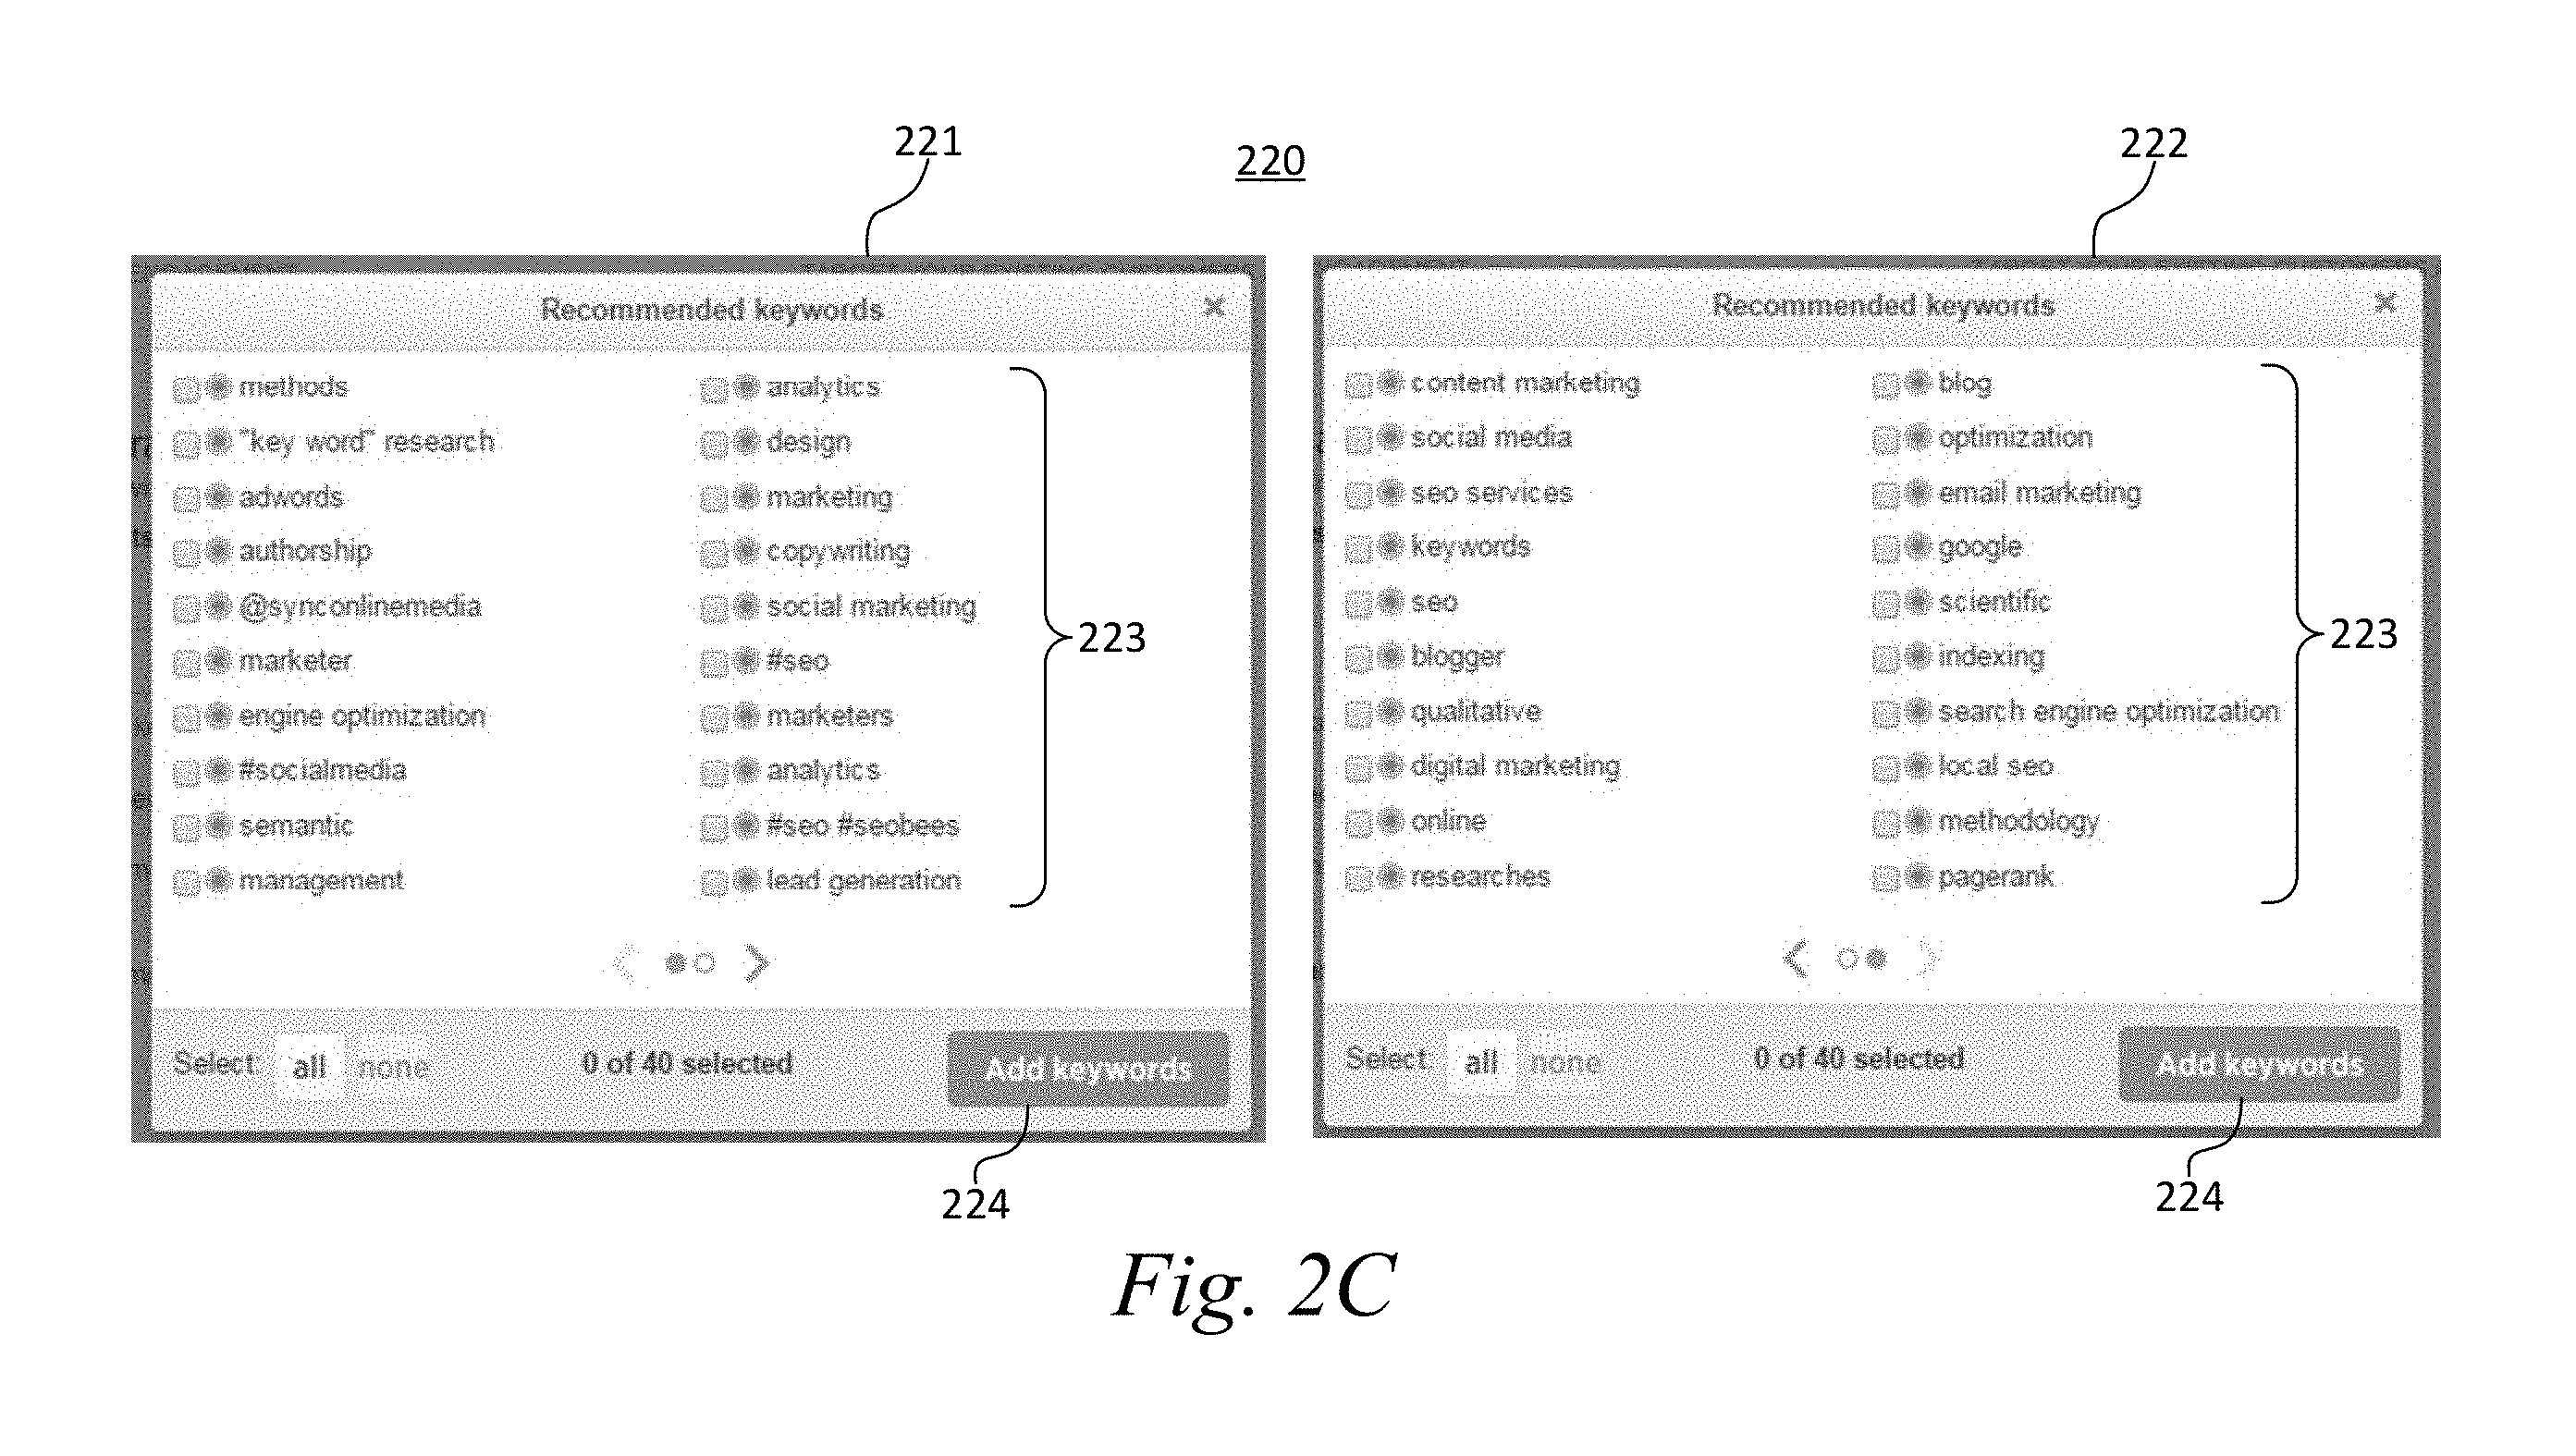 221
220
222
Recommended keywords ×
methods analytics
"key word" research design
adwords marketing
authorship copywriting
@synconlinemedia social marketing
marketer #seo
engine optimization marketers
#socialmedia analytics
semantic #seo #seobees
management lead generation
223
Select: all none 0 of 40 selected Add keywords
224
Recommended keywords ×
content marketing blog
social media optimization
seo services email marketing
keywords google
seo scientific
blogger indexing
qualitative search engine optimization
digital marketing local seo
online methodology
researches pagerank
223
Select: all none 0 of 40 selected Add keywords
224
Fig. 2C